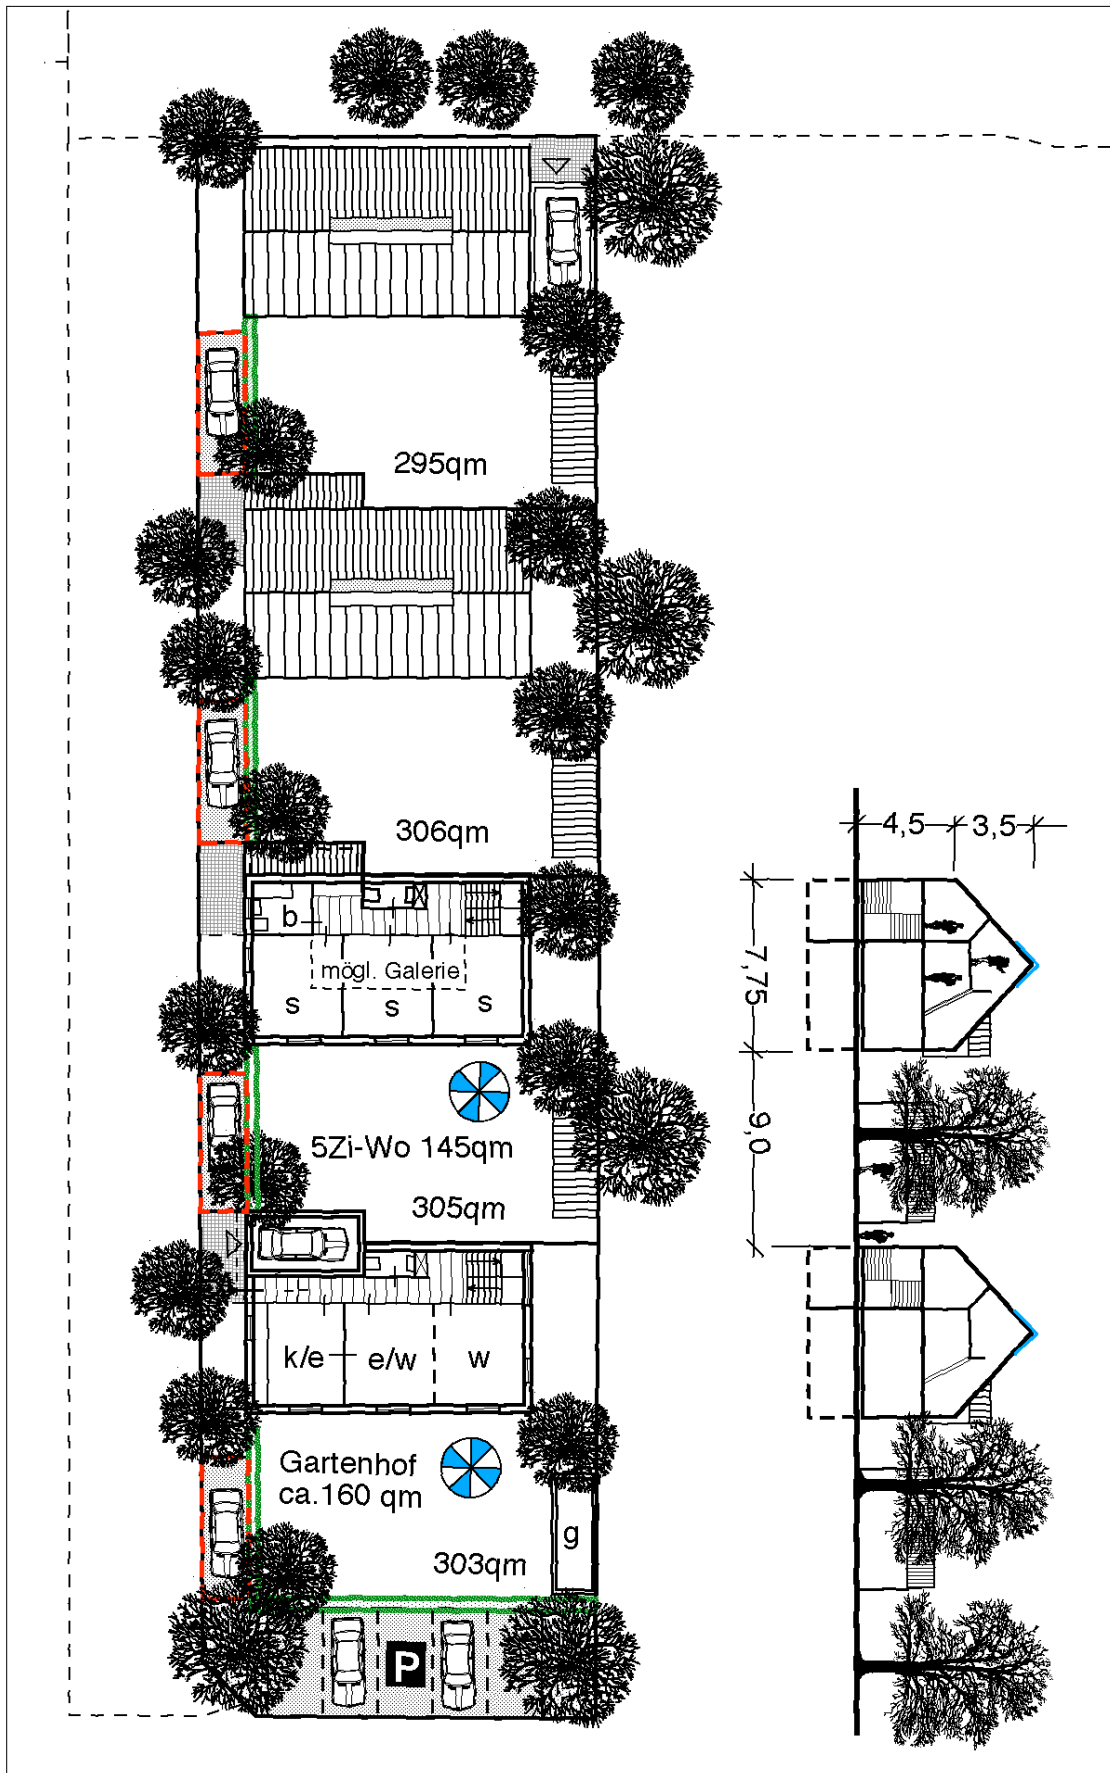 295qm
306qm
4,5
3,5
b
mögl. Galerie
s
s
s
7,75
9,0
5Zi-Wo 145qm
305qm
k/e
e/w
w
Gartenhof
ca.160 qm
g
303qm
P